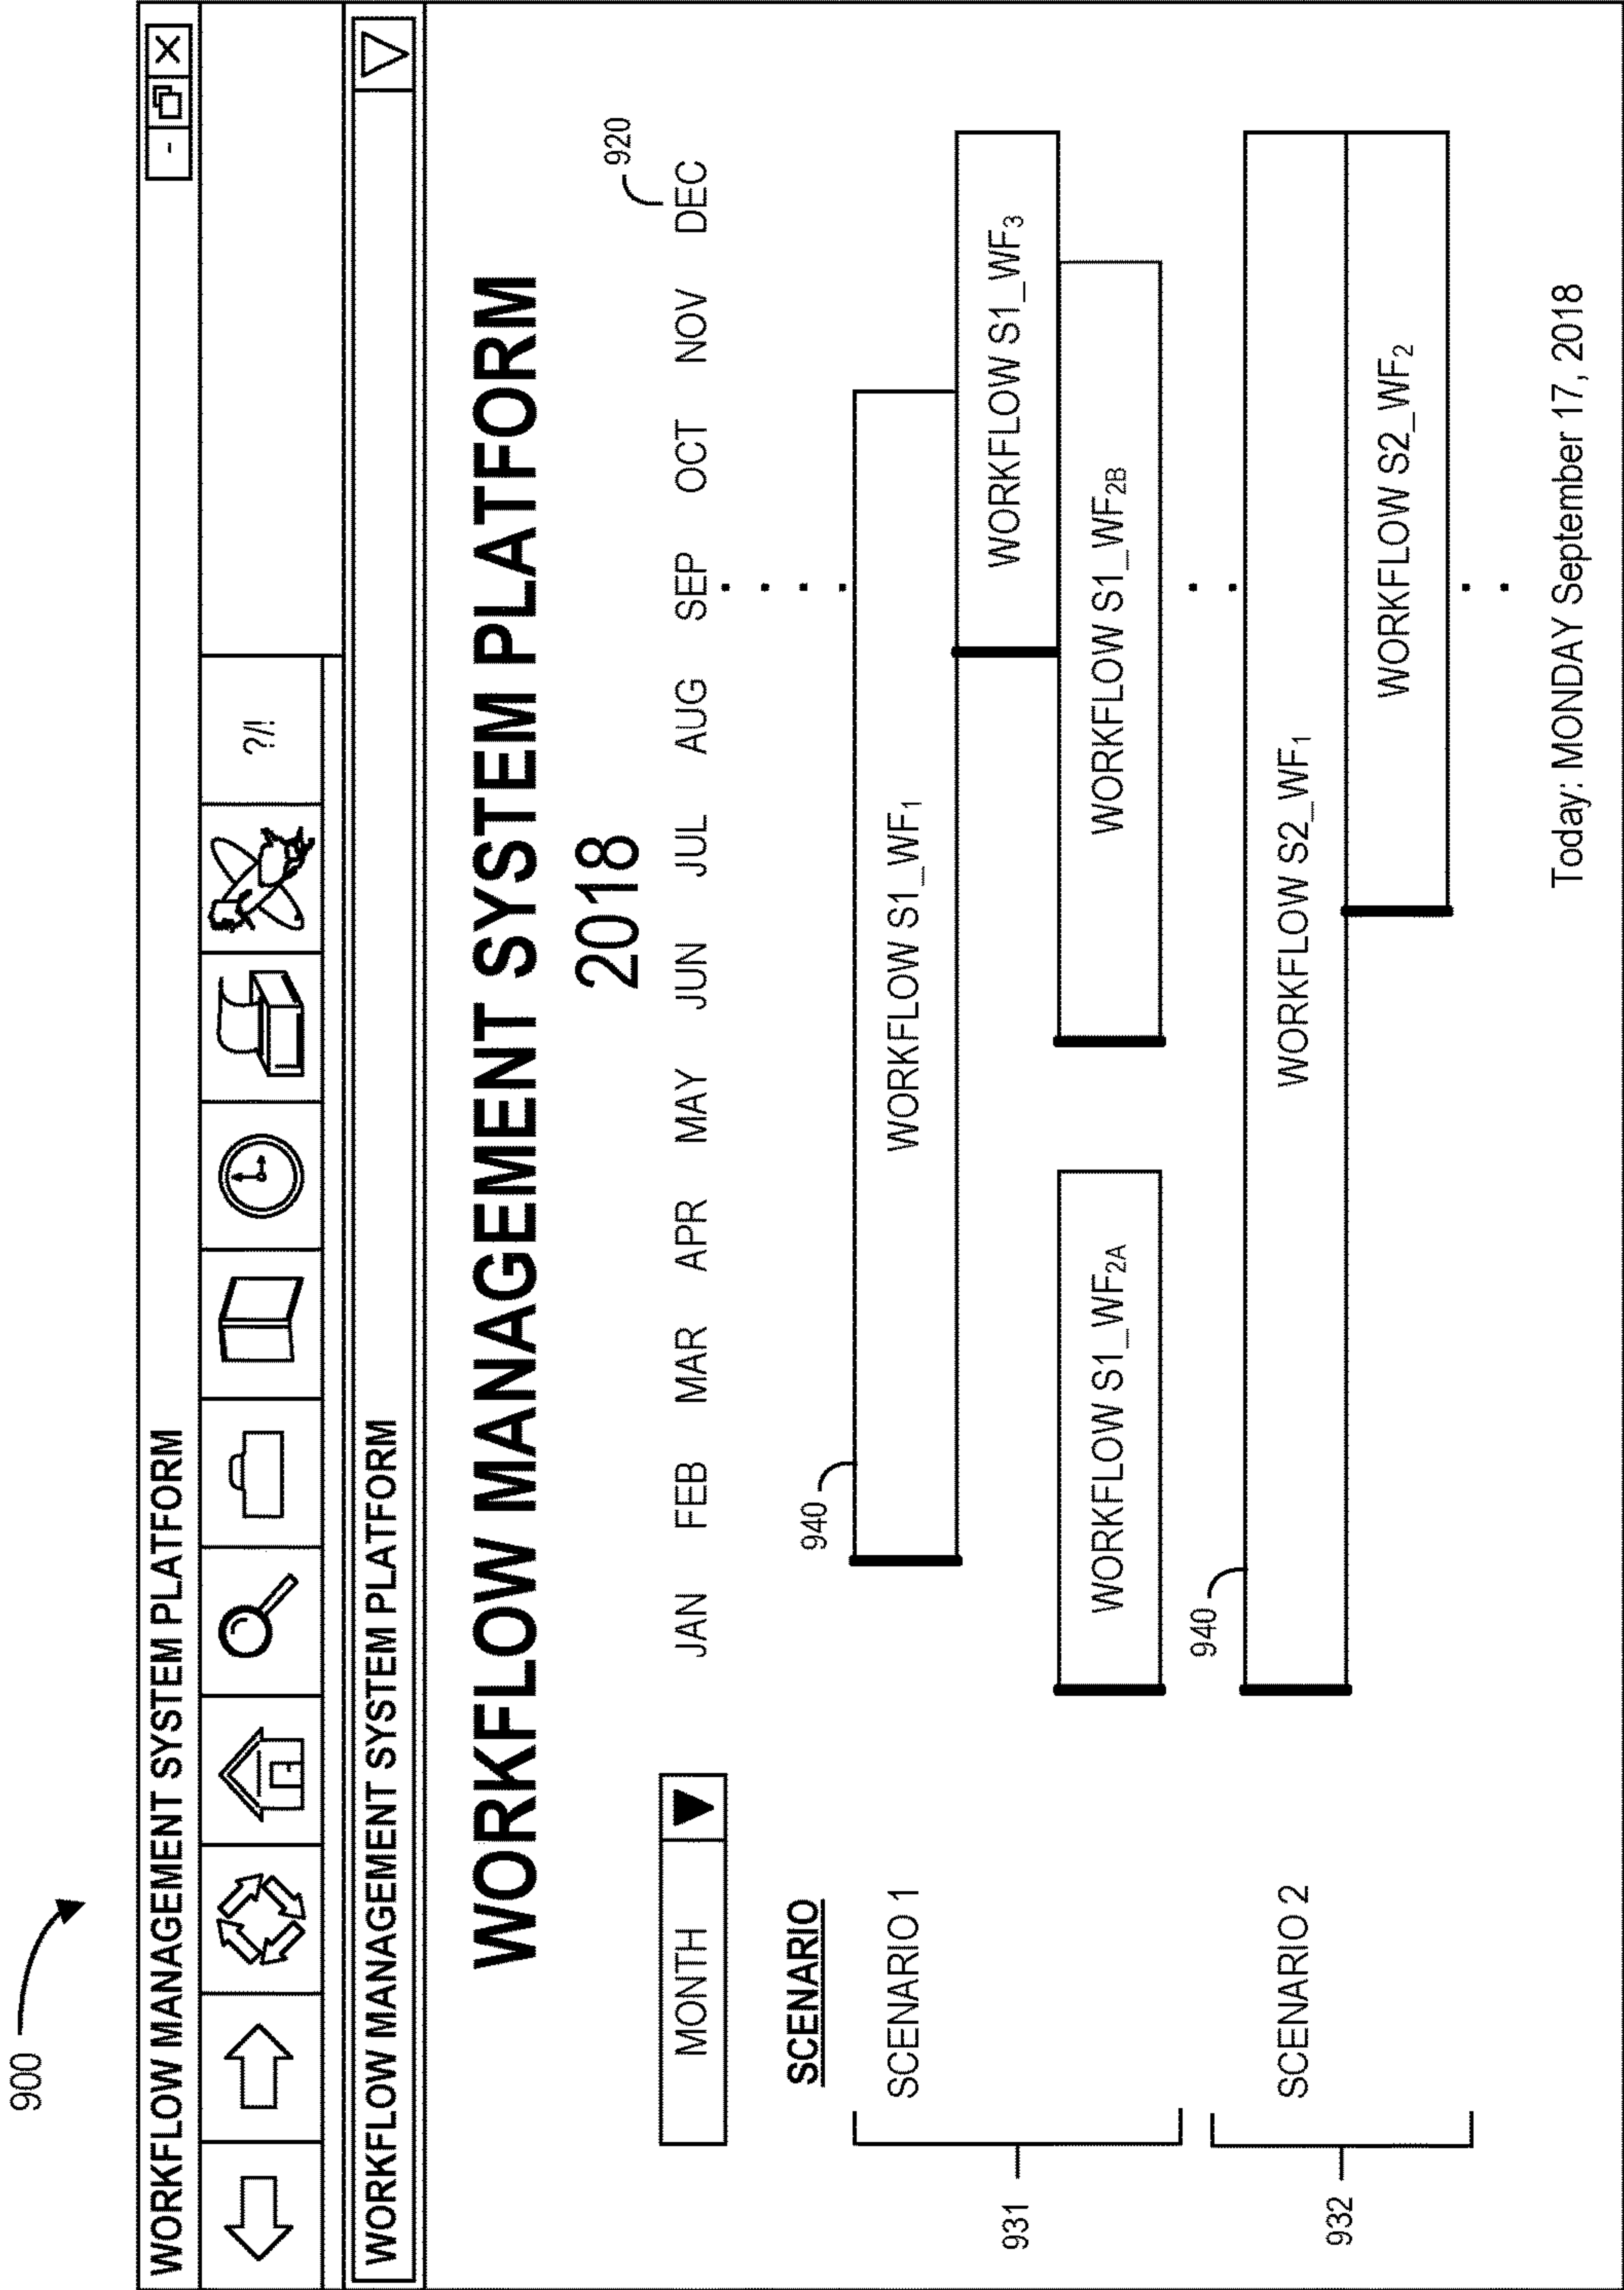 900
WORKFLOW MANAGEMENT SYSTEM PLATFORM
- X
?/!
WORKFLOW MANAGEMENT SYSTEM PLATFORM
WORKFLOW MANAGEMENT SYSTEM PLATFORM
2018
920
MONTH JAN FEB MAR APR MAY JUN JUL AUG SEP OCT NOV DEC
SCENARIO
940
SCENARIO 1 WORKFLOW S1_WF1
WORKFLOW S1_WF3
931
WORKFLOW S1_WF2A WORKFLOW S1_WF2B
940
SCENARIO 2 WORKFLOW S2_WF1
932
WORKFLOW S2_WF2
Today: MONDAY September 17, 2018